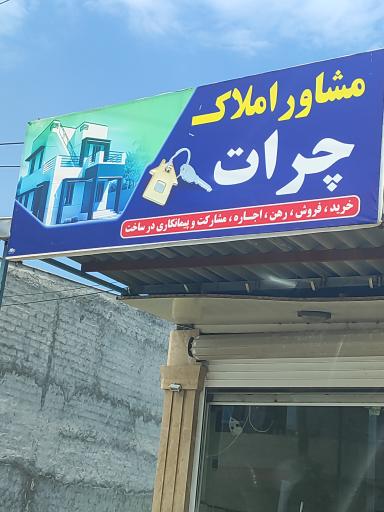 مشاور املاک
چرات
خرید ، فروش ، رهن ، اجاره ، مشارکت و پیمانکاری در ساخت